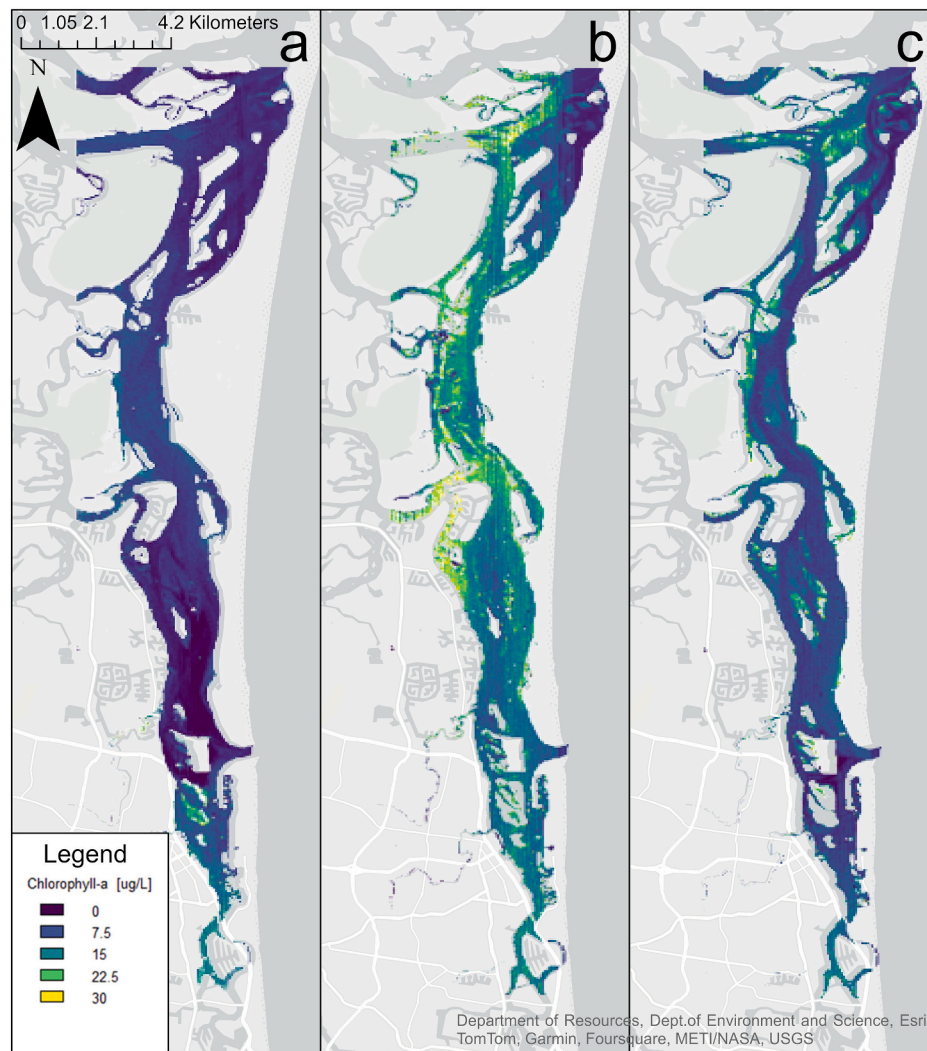 0 1.05 2.1 4.2 Kilometers
a
b
c
N
Legend
Chlorophyll-a [ug/L]
0
7.5
15
22.5
30
Department of Resources, Dept.of Environment and Science, Esri
TomTom, Garmin, Foursquare, METI/NASA, USGS